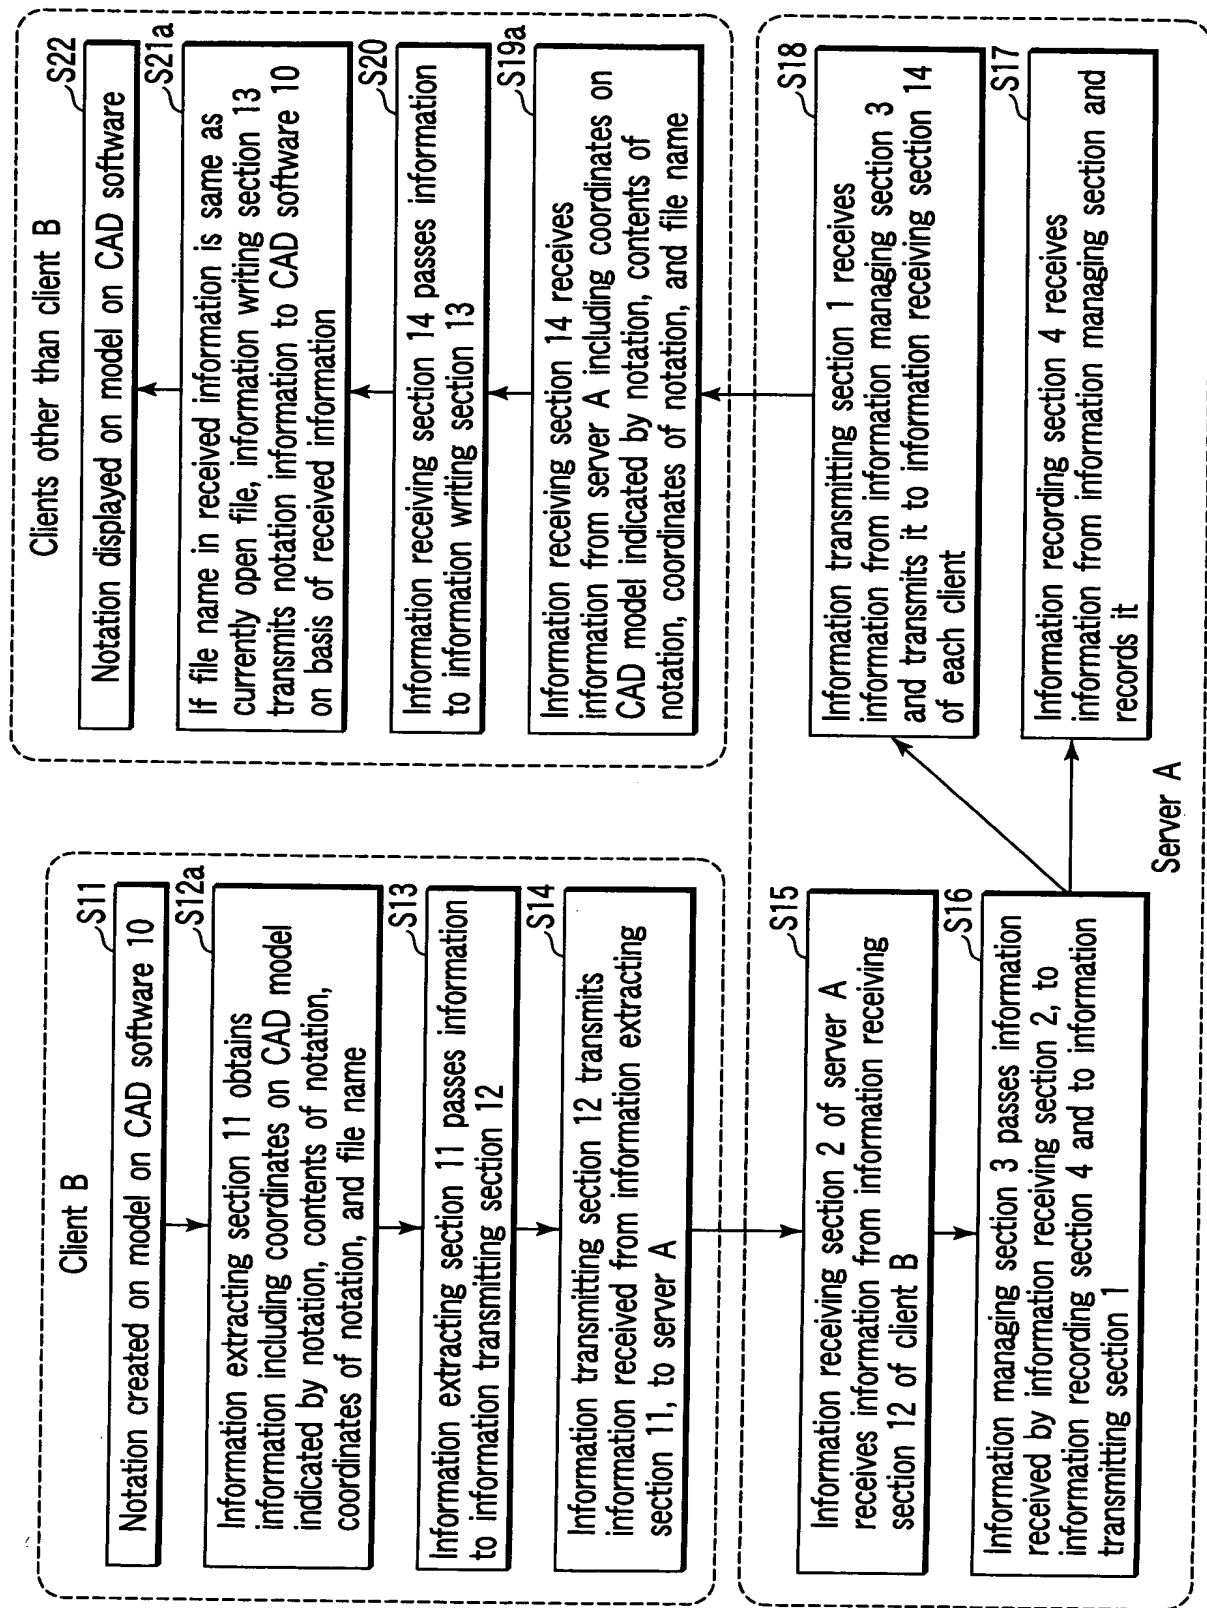 Client B
S11
Notation created on model on CAD software 10
S12a
Information extracting section 11 obtains
information including coordinates on CAD model
indicated by notation, contents of notation,
coordinates of notation, and file name
S13
Information extracting section 11 passes information
to information transmitting section 12
S14
Information transmitting section 12 transmits
information received from information extracting
section 11, to server A
S15
Information receiving section 2 of server A
receives information from information receiving
section 12 of client B
S16
Information managing section 3 passes information
received by information receiving section 2, to
information recording section 4 and to information
transmitting section 1
Server A
S17
Information recording section 4 receives
information from information managing section and
records it
S18
Information transmitting section 1 receives
information from information managing section 3
and transmits it to information receiving section 14
of each client
Clients other than client B
S22
Notation displayed on model on CAD software
S21a
If file name in received information is same as
currently open file, information writing section 13
transmits notation information to CAD software 10
on basis of received information
S20
Information receiving section 14 passes information
to information writing section 13
S19a
Information receiving section 14 receives
information from server A including coordinates on
CAD model indicated by notation, contents of
notation, coordinates of notation, and file name